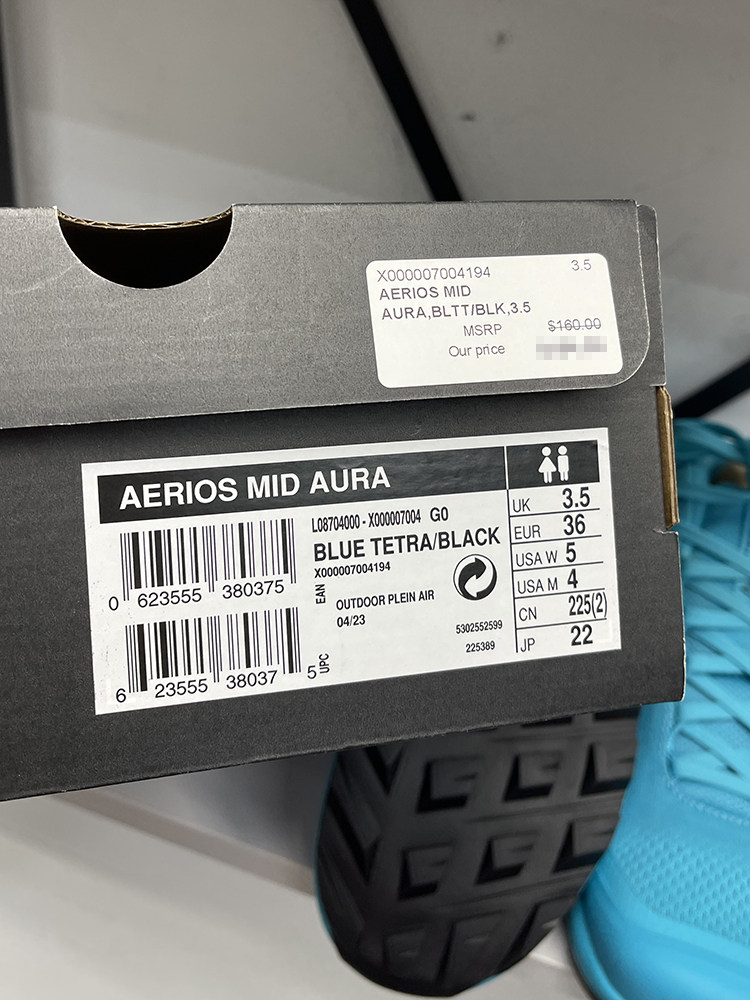 X000007004194 3.5
AERIOS MID
AURA,BLTT/BLK,3.5
MSRP $160.00
Our price
AERIOS MID AURA
L08704000 - X000007004 G0
BLUE TETRA/BLACK
X000007004194
EAN
0 623555 380375
OUTDOOR PLEIN AIR
04/23
5302552599
225389
6 23555 38037 5 UPC
UK 3.5
EUR 36
USA W 5
USA M 4
CN 225(2)
JP 22